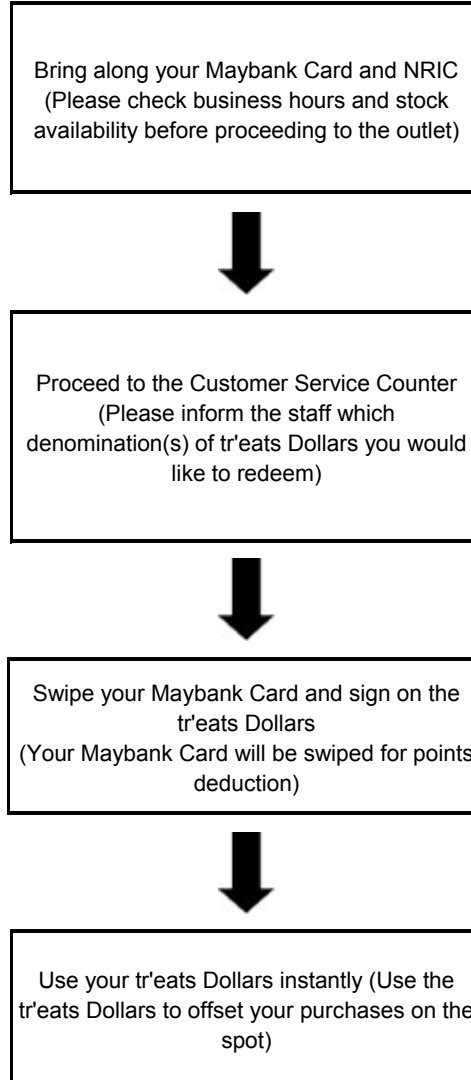 Bring along your Maybank Card and NRIC
(Please check business hours and stock
availability before proceeding to the outlet)
Proceed to the Customer Service Counter
(Please inform the staff which
denomination(s) of tr'eats Dollars you would
like to redeem)
Swipe your Maybank Card and sign on the
tr'eats Dollars
(Your Maybank Card will be swiped for points
deduction)
Use your tr'eats Dollars instantly (Use the
tr'eats Dollars to offset your purchases on the
spot)